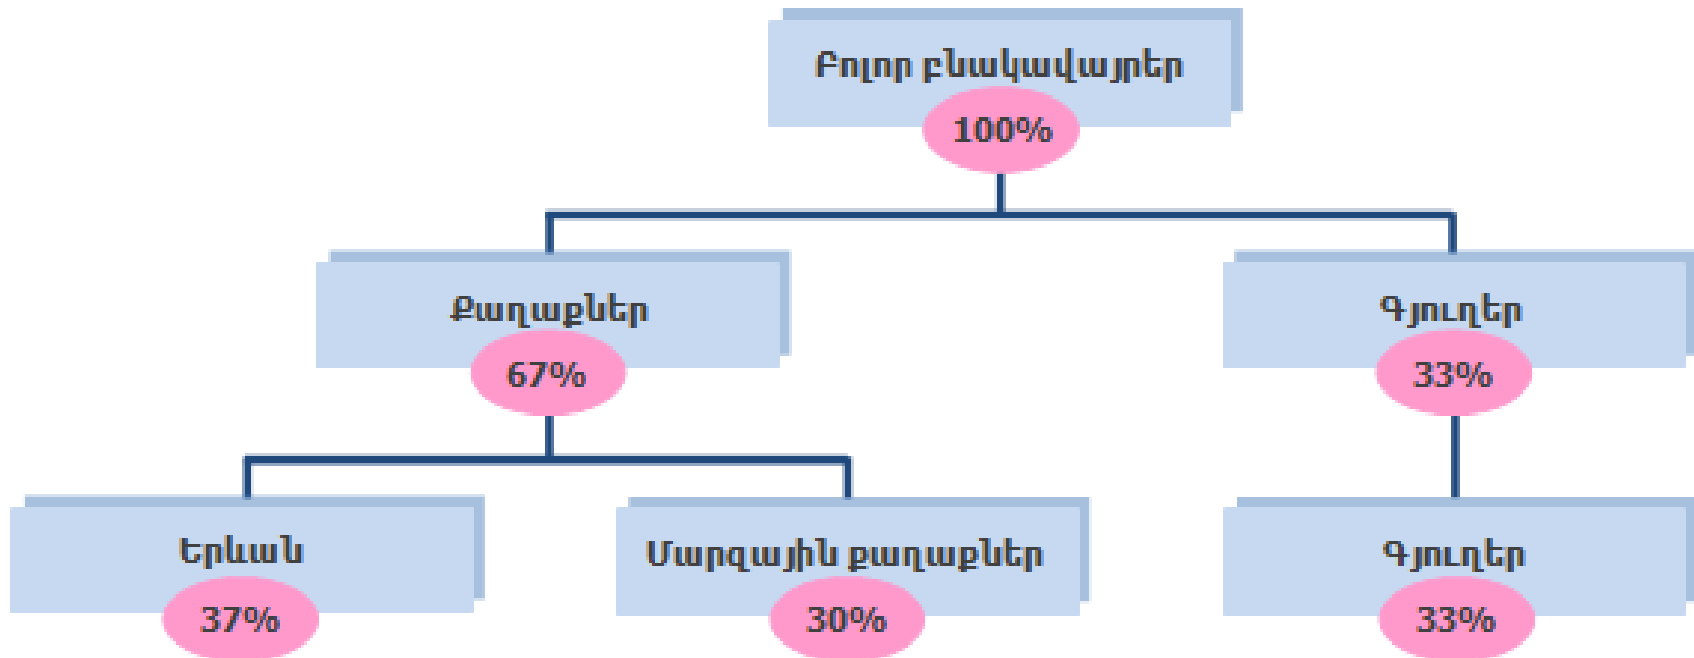 Բոլոր բնակավայրեր
100%
Քաղաքներ
67%
Գյուղեր
33%
Երևան
37%
Մարզային քաղաքներ
30%
Գյուղեր
33%